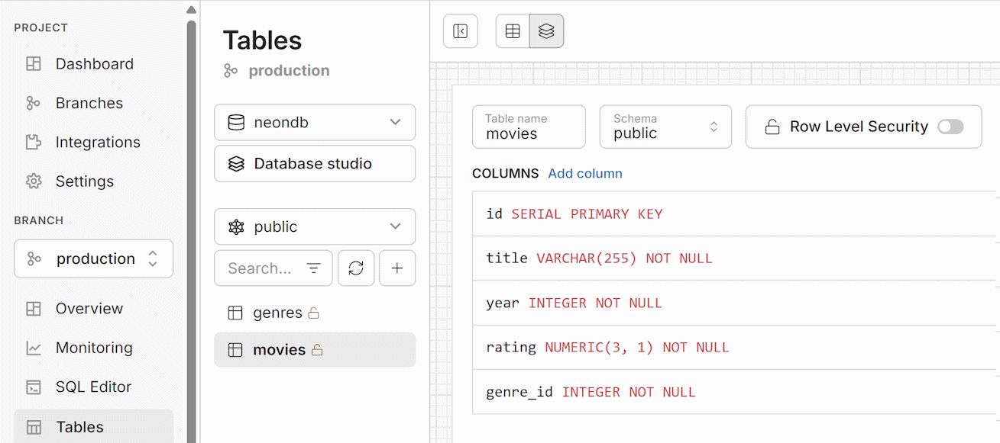 PROJECT
Dashboard
Branches
Integrations
Settings
BRANCH
production
Overview
Monitoring
SQL Editor
Tables
Tables
production
neondb
Database studio
public
Search...
genres
movies
Table name
movies
Schema
public
Row Level Security
COLUMNS Add column
id SERIAL PRIMARY KEY
title VARCHAR(255) NOT NULL
year INTEGER NOT NULL
rating NUMERIC(3, 1) NOT NULL
genre_id INTEGER NOT NULL